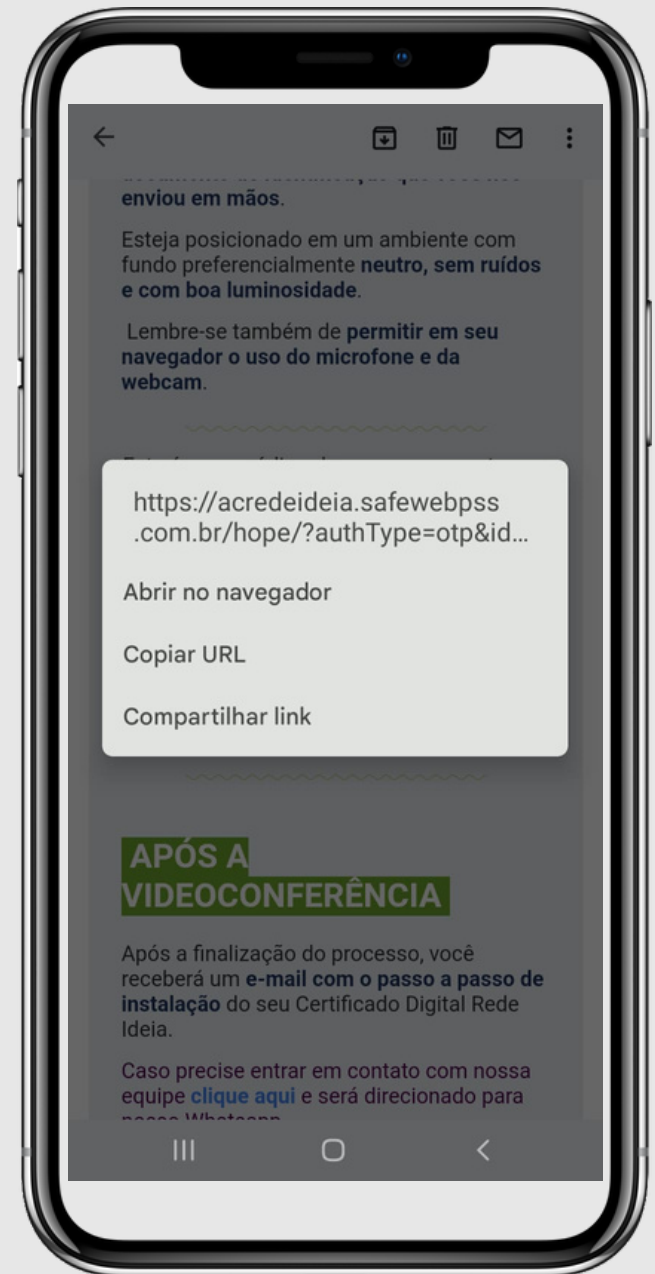 enviou em mãos.
Esteja posicionado em um ambiente com
fundo preferencialmente neutro, sem ruídos
e com boa luminosidade.
Lembre-se também de permitir em seu
navegador o uso do microfone e da
webcam.
https://acredeideia.safewebpss
.com.br/hope/?authType=otp&id...
Abrir no navegador
Copiar URL
Compartilhar link
APÓS A
VIDEOCONFERÊNCIA
Após a finalização do processo, você
receberá um e-mail com o passo a passo de
instalação do seu Certificado Digital Rede
Ideia.
Caso precise entrar em contato com nossa
equipe clique aqui e será direcionado para